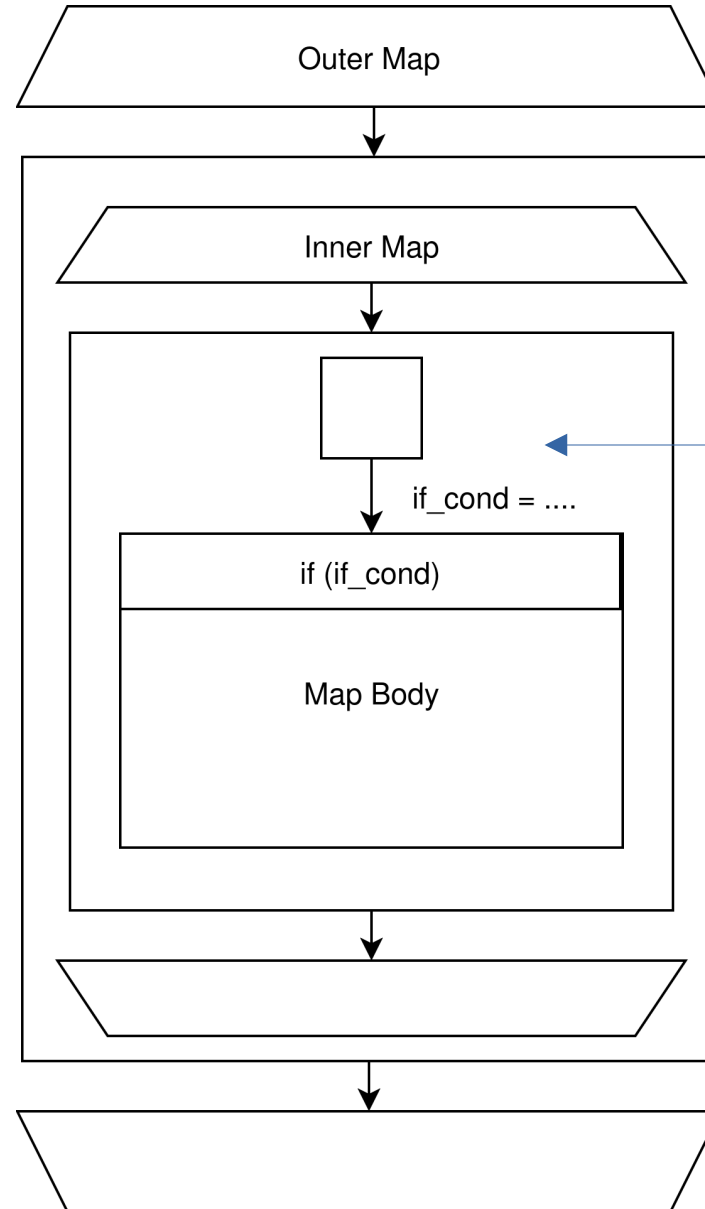 Outer Map
Inner Map
if_cond = ....
if (if_cond)
Map Body